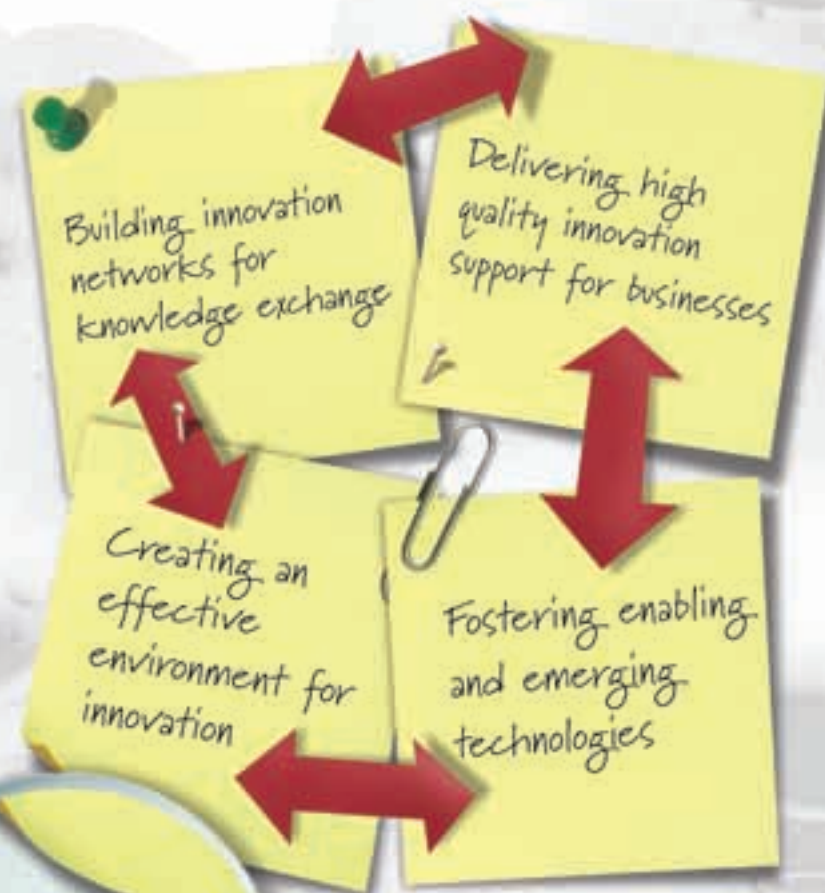 Building innovation
networks for
knowledge exchange
Delivering high
quality innovation
support for businesses
Creating an
effective
environment for
innovation
Fostering enabling
and emerging
technologies